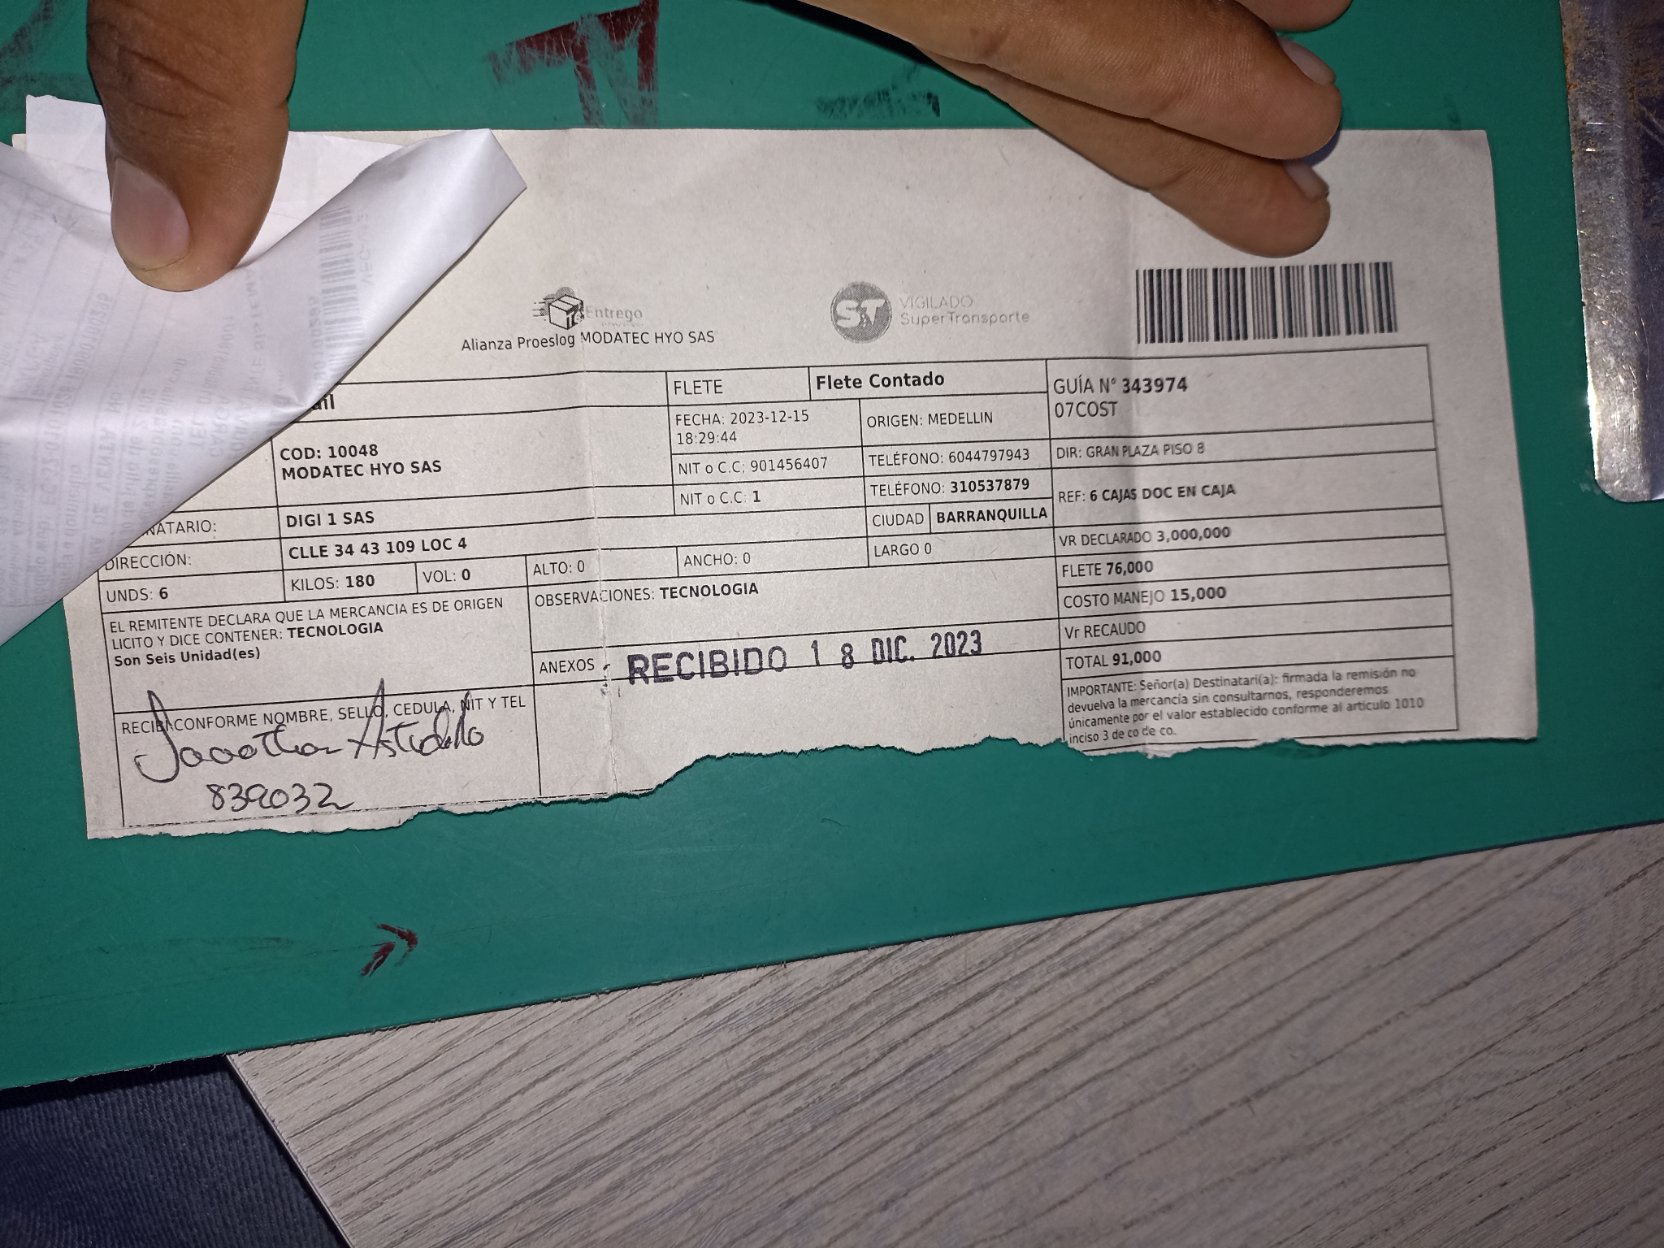 Entrego
Alianza Proeslog MODATEC HYO SAS
ST
VIGILADO
SuperTransporte
FLETE
Flete Contado
GUÍA N° 343974
07COST
COD: 10048
MODATEC HYO SAS
FECHA: 2023-12-15
18:29:44
ORIGEN: MEDELLIN
NIT o C.C: 901456407
TELÉFONO: 6044797943
DIR: GRAN PLAZA PISO 8
NATARIO:
DIGI 1 SAS
NIT o C.C: 1
TELÉFONO: 310537879
REF: 6 CAJAS DOC EN CAJA
DIRECCIÓN:
CLLE 34 43 109 LOC 4
CIUDAD
BARRANQUILLA
VR DECLARADO 3,000,000
UNDS: 6
KILOS: 180
VOL: 0
ALTO: 0
ANCHO: 0
LARGO 0
FLETE 76,000
EL REMITENTE DECLARA QUE LA MERCANCIA ES DE ORIGEN
LICITO Y DICE CONTENER: TECNOLOGIA
Son Seis Unidad(es)
OBSERVACIONES: TECNOLOGIA
COSTO MANEJO 15,000
Vr RECAUDO
ANEXOS
RECIBIDO 18 DIC. 2023
TOTAL 91,000
IMPORTANTE: Señor(a) Destinatari(a): firmada la remisión no
devuelva la mercancía sin consultarnos, responderemos
únicamente por el valor establecido conforme al articulo 1010
inciso 3 de co de co.
RECIBI CONFORME NOMBRE, SELLO, CEDULA, NIT Y TEL
839032